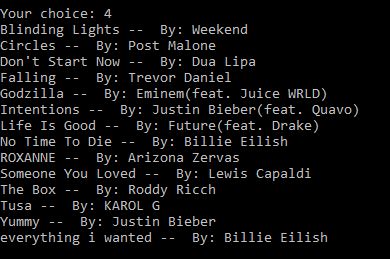 Your choice: 4
Blinding Lights --  By: Weekend
Circles --  By: Post Malone
Don't Start Now --  By: Dua Lipa
Falling --  By: Trevor Daniel
Godzilla --  By: Eminem(feat. Juice WRLD)
Intentions --  By: Justin Bieber(feat. Quavo)
Life Is Good --  By: Future(feat. Drake)
No Time To Die --  By: Billie Eilish
ROXANNE --  By: Arizona Zervas
Someone You Loved --  By: Lewis Capaldi
The Box --  By: Roddy Ricch
Tusa --  By: KAROL G
Yummy --  By: Justin Bieber
everything i wanted --  By: Billie Eilish